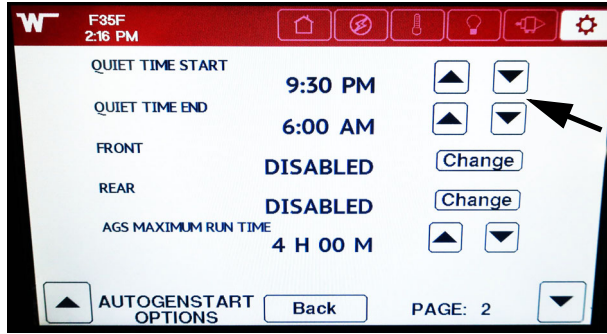 F35F
2:16 PM
QUIET TIME START
9:30 PM
QUIET TIME END
6:00 AM
FRONT
DISABLED
Change
REAR
DISABLED
Change
AGS MAXIMUM RUN TIME
4 H 00 M
AUTOGENSTART
OPTIONS
Back
PAGE: 2